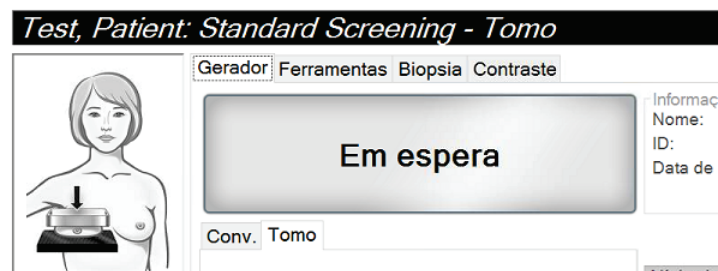 Test, Patient: Standard Screening - Tomo
Gerador Ferramentas Biopsia Contraste
Em espera
Nome:
ID:
Data de
Conv. Tomo